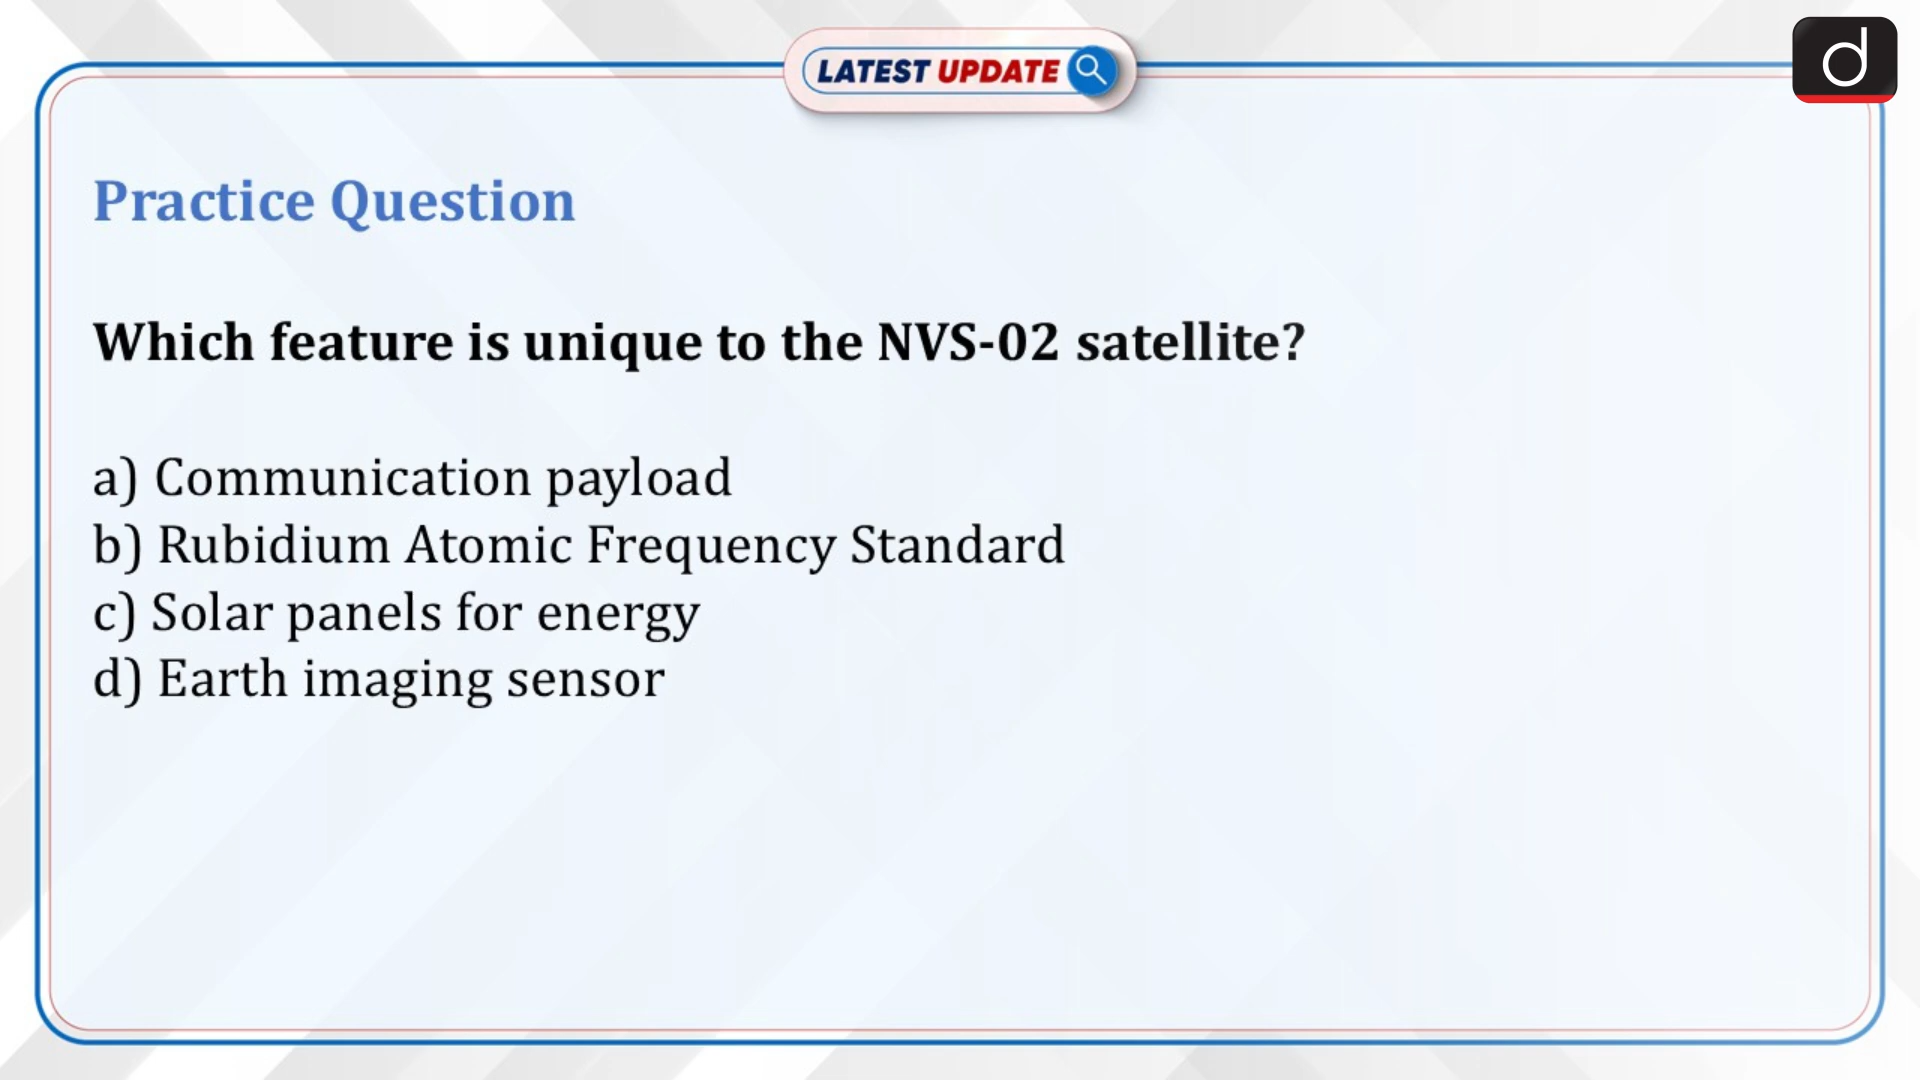 LATEST UPDATE
d
Practice Question
Which feature is unique to the NVS-02 satellite?
a) Communication payload
b) Rubidium Atomic Frequency Standard
c) Solar panels for energy
d) Earth imaging sensor